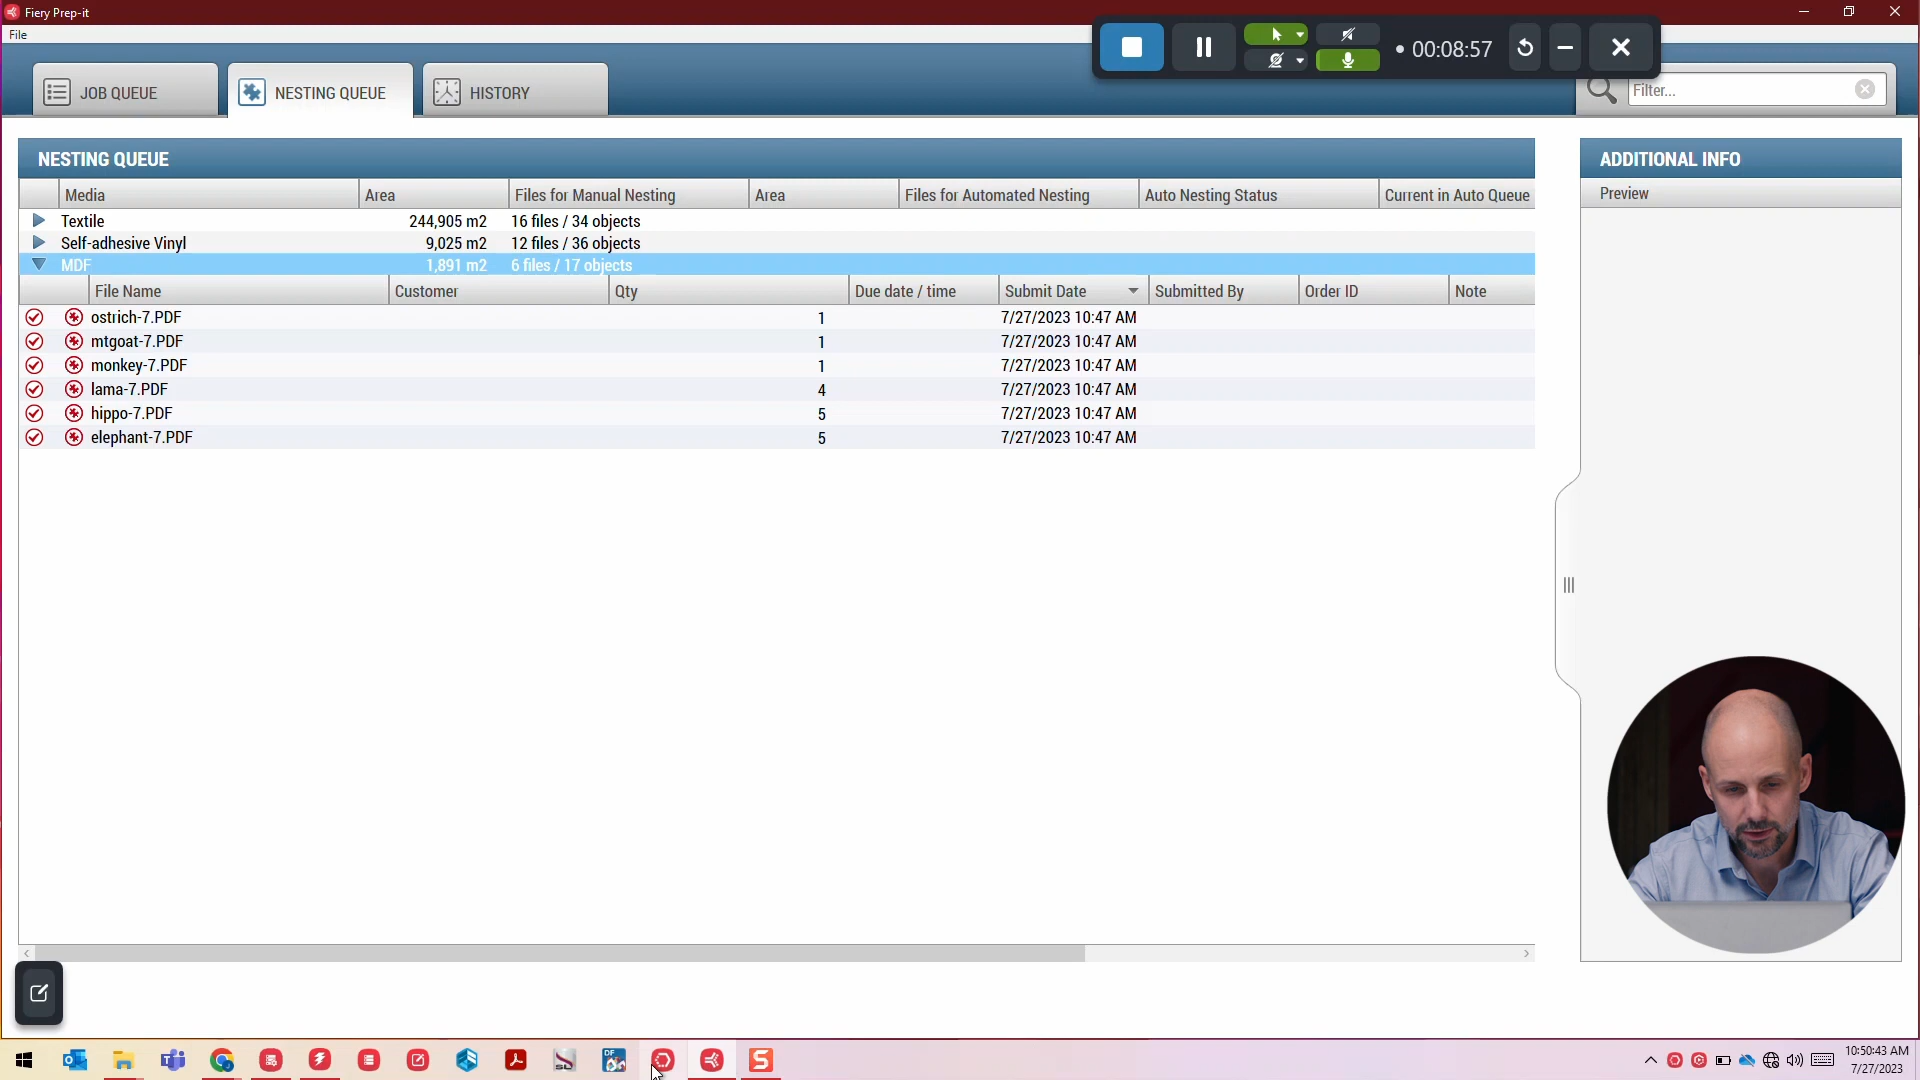 Fiery Prep-it
File
00:08:57
JOB QUEUE
NESTING QUEUE
HISTORY
Filter...
NESTING QUEUE
ADDITIONAL INFO
Media Area Files for Manual Nesting Area Files for Automated Nesting Auto Nesting Status Current in Auto Queue
Preview
Textile 244,905 m2 16 files / 34 objects
Self-adhesive Vinyl 9,025 m2 12 files / 36 objects
MDF 1,891 m2 6 files / 17 objects
File Name Customer Qty Due date / time Submit Date Submitted By Order ID Note
ostrich-7.PDF 1 7/27/2023 10:47 AM
mtgoat-7.PDF 1 7/27/2023 10:47 AM
monkey-7.PDF 1 7/27/2023 10:47 AM
lama-7.PDF 4 7/27/2023 10:47 AM
hippo-7.PDF 5 7/27/2023 10:47 AM
elephant-7.PDF 5 7/27/2023 10:47 AM
DF
10:50:43 AM
7/27/2023